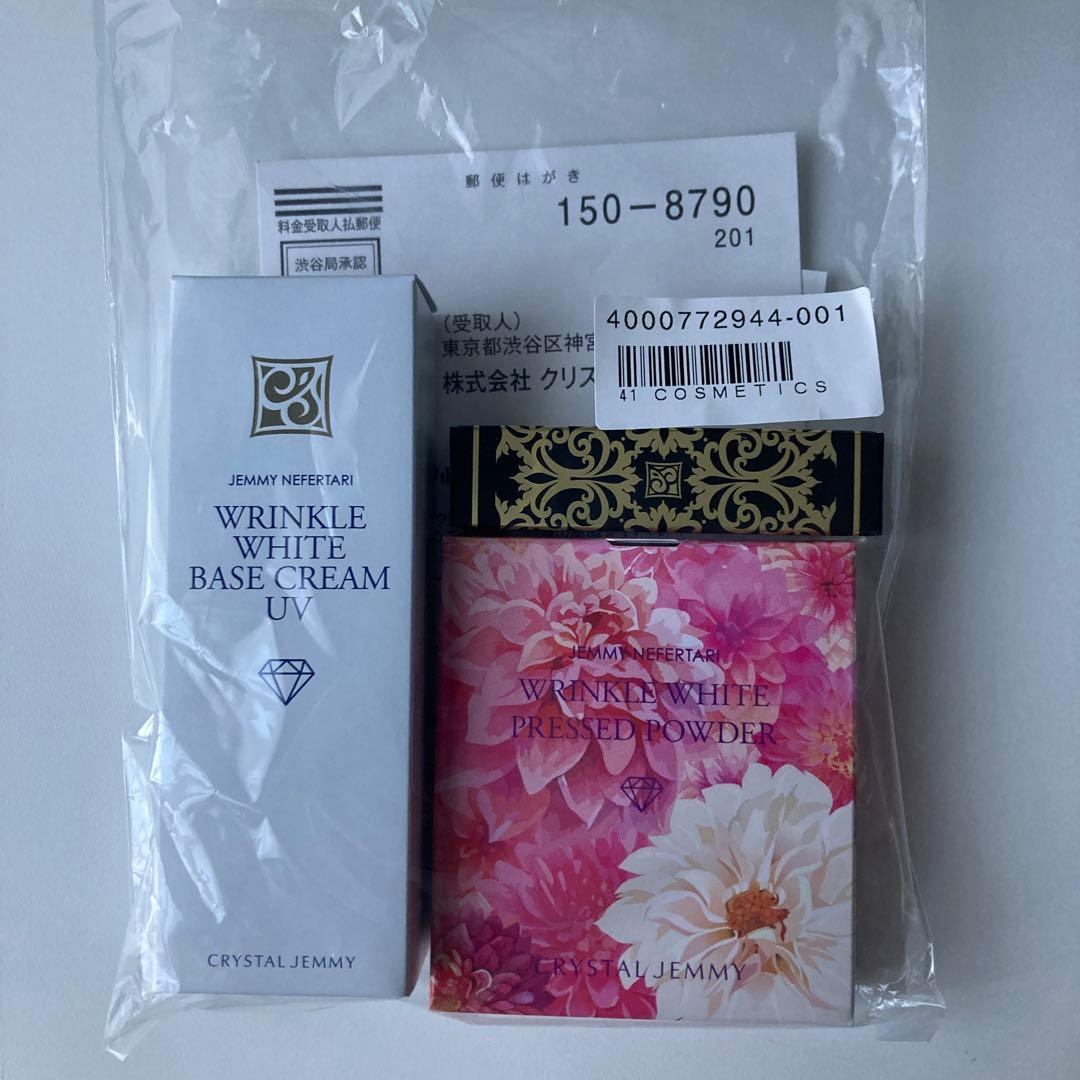 郵便はがき
150-8790
201
料金受取人払郵便
渋谷局承認
(受取人)
東京都渋谷区神宮
株式会社 クリス
4000772944-001
41 COSMETICS
JEMMY NEFERTARI
WRINKLE
WHITE
BASE CREAM
UV
CRYSTAL JEMMY
JEMMY NEFERTARI
WRINKLE WHITE
PRESSED POWDER
CRYSTAL JEMMY